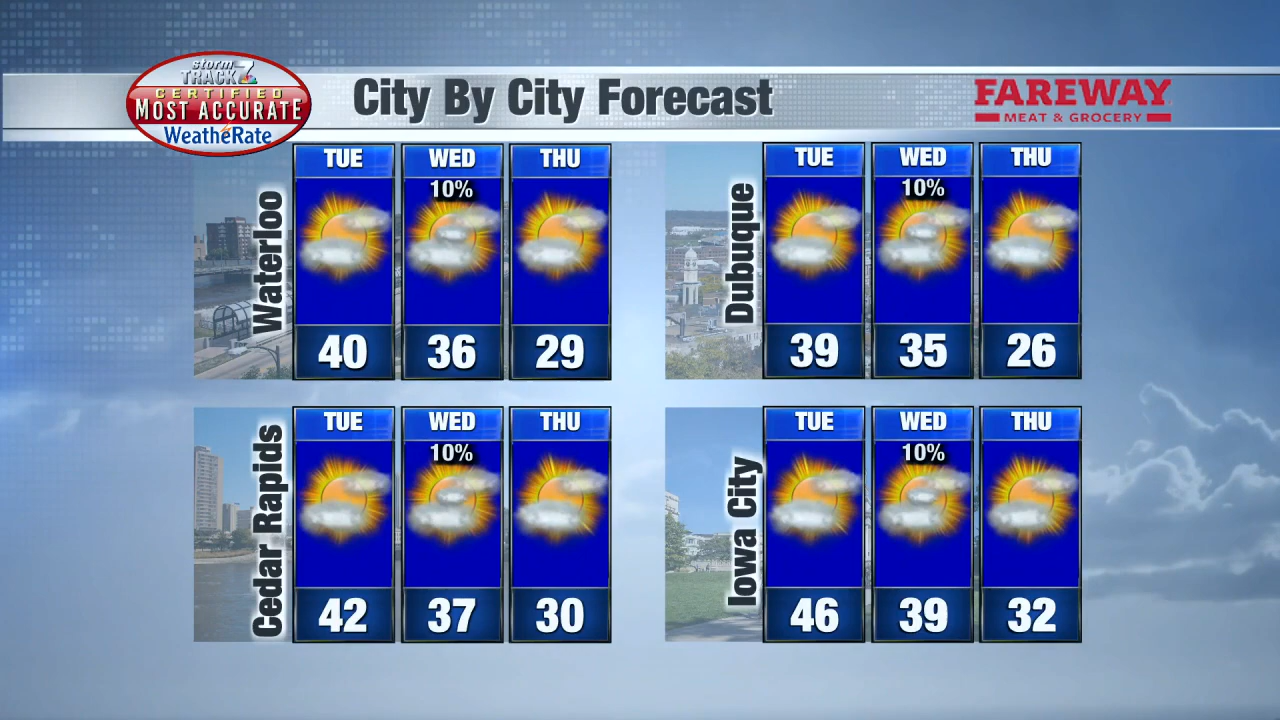 storm
TRACK 7
CERTIFIED
MOST ACCURATE
WeatheRate
City By City Forecast
FAREWAY
MEAT & GROCERY
Waterloo
TUE WED THU
10%
40 36 29
Dubuque
TUE WED THU
10%
39 35 26
Cedar Rapids
TUE WED THU
10%
42 37 30
Iowa City
TUE WED THU
10%
46 39 32